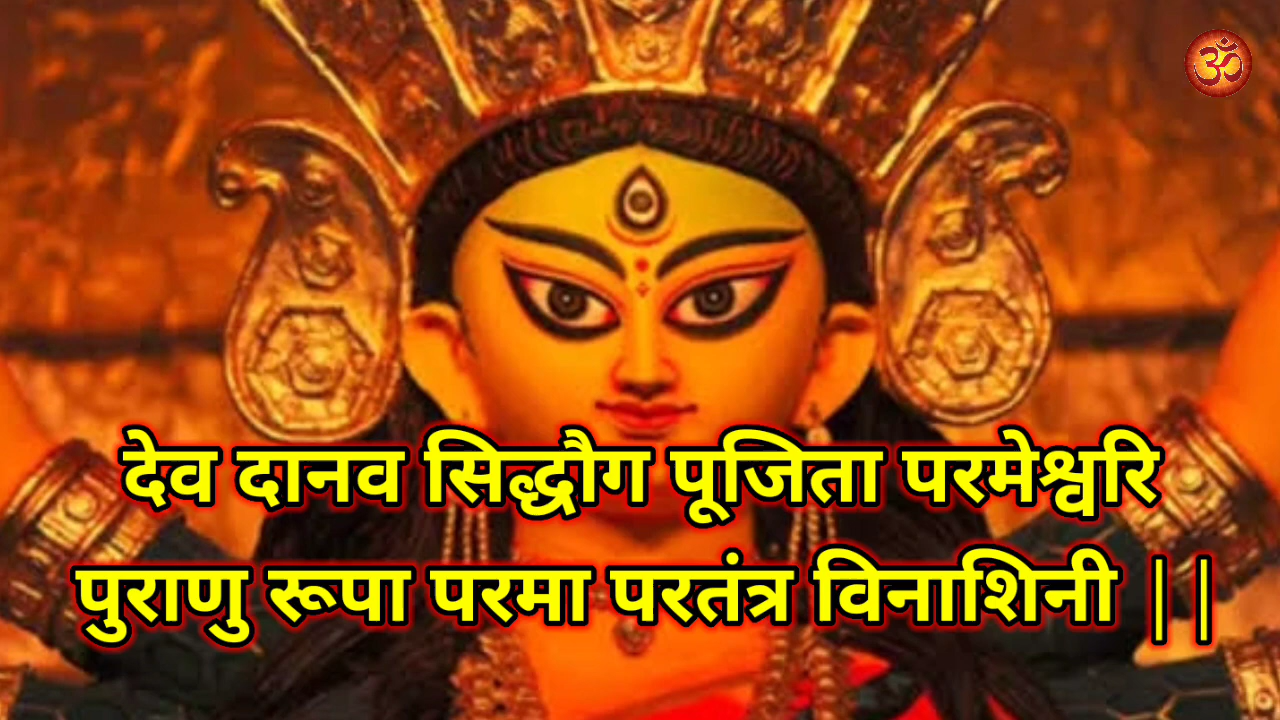 ॐ
देव दानव सिद्धौग पूजिता परमेश्वरि
पुराणु रूपा परमा परतंत्र विनाशिनी ||